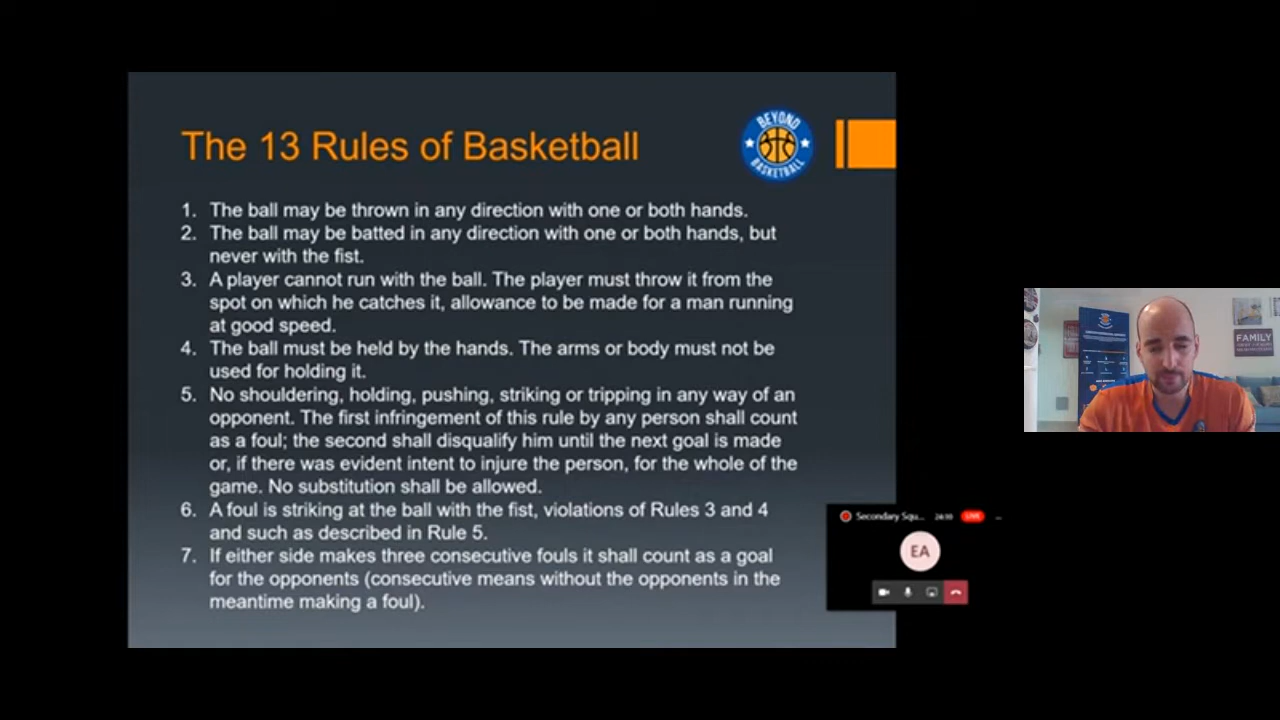 The 13 Rules of Basketball
BEYOND
BASKETBALL
1. The ball may be thrown in any direction with one or both hands.
2. The ball may be batted in any direction with one or both hands, but
never with the fist.
3. A player cannot run with the ball. The player must throw it from the
spot on which he catches it, allowance to be made for a man running
at good speed.
4. The ball must be held by the hands. The arms or body must not be
used for holding it.
5. No shouldering, holding, pushing, striking or tripping in any way of an
opponent. The first infringement of this rule by any person shall count
as a foul; the second shall disqualify him until the next goal is made
or, if there was evident intent to injure the person, for the whole of the
game. No substitution shall be allowed.
6. A foul is striking at the ball with the fist, violations of Rules 3 and 4
and such as described in Rule 5.
7. If either side makes three consecutive fouls it shall count as a goal
for the opponents (consecutive means without the opponents in the
meantime making a foul).
FAMILY
Secondary Squ... LIVE ...
EA